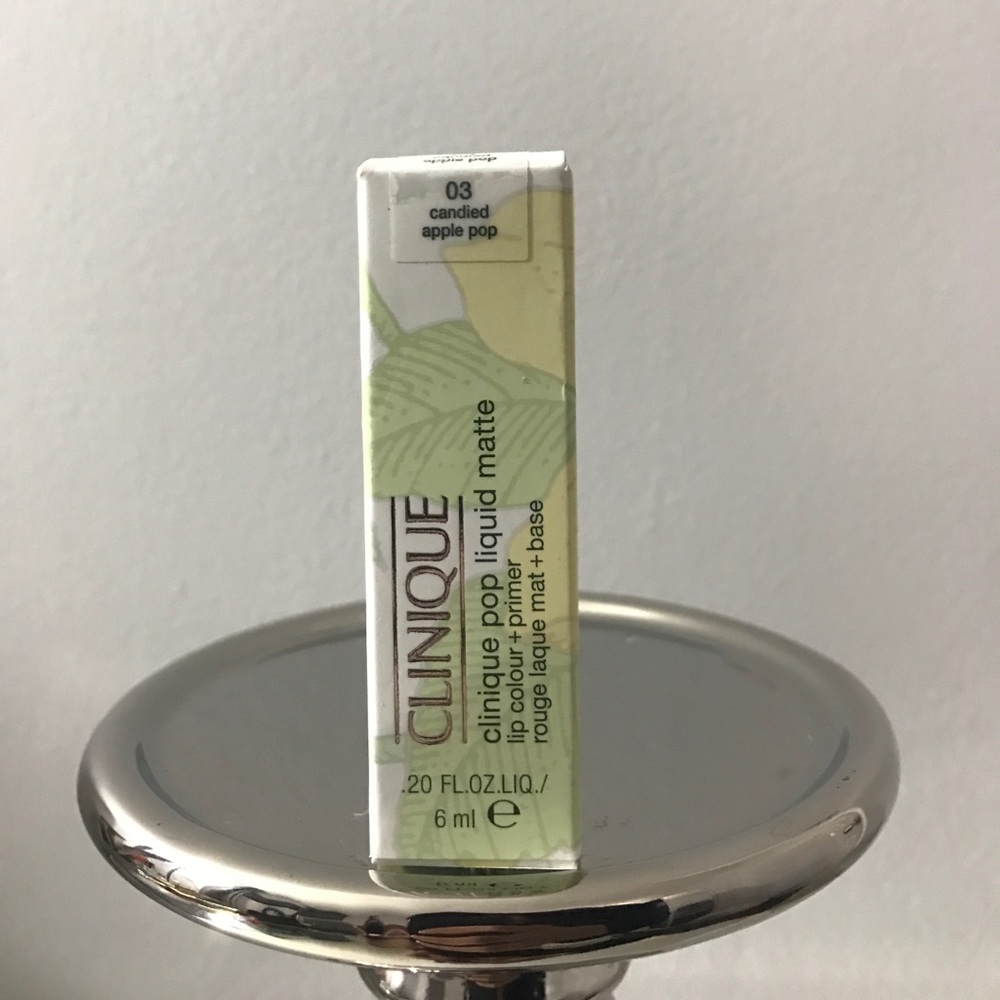 03
candied
apple pop
CLINIQUE
clinique pop liquid matte
lip colour + primer
rouge laque mat + base
.20 FL.OZ.LIQ./
6 ml e